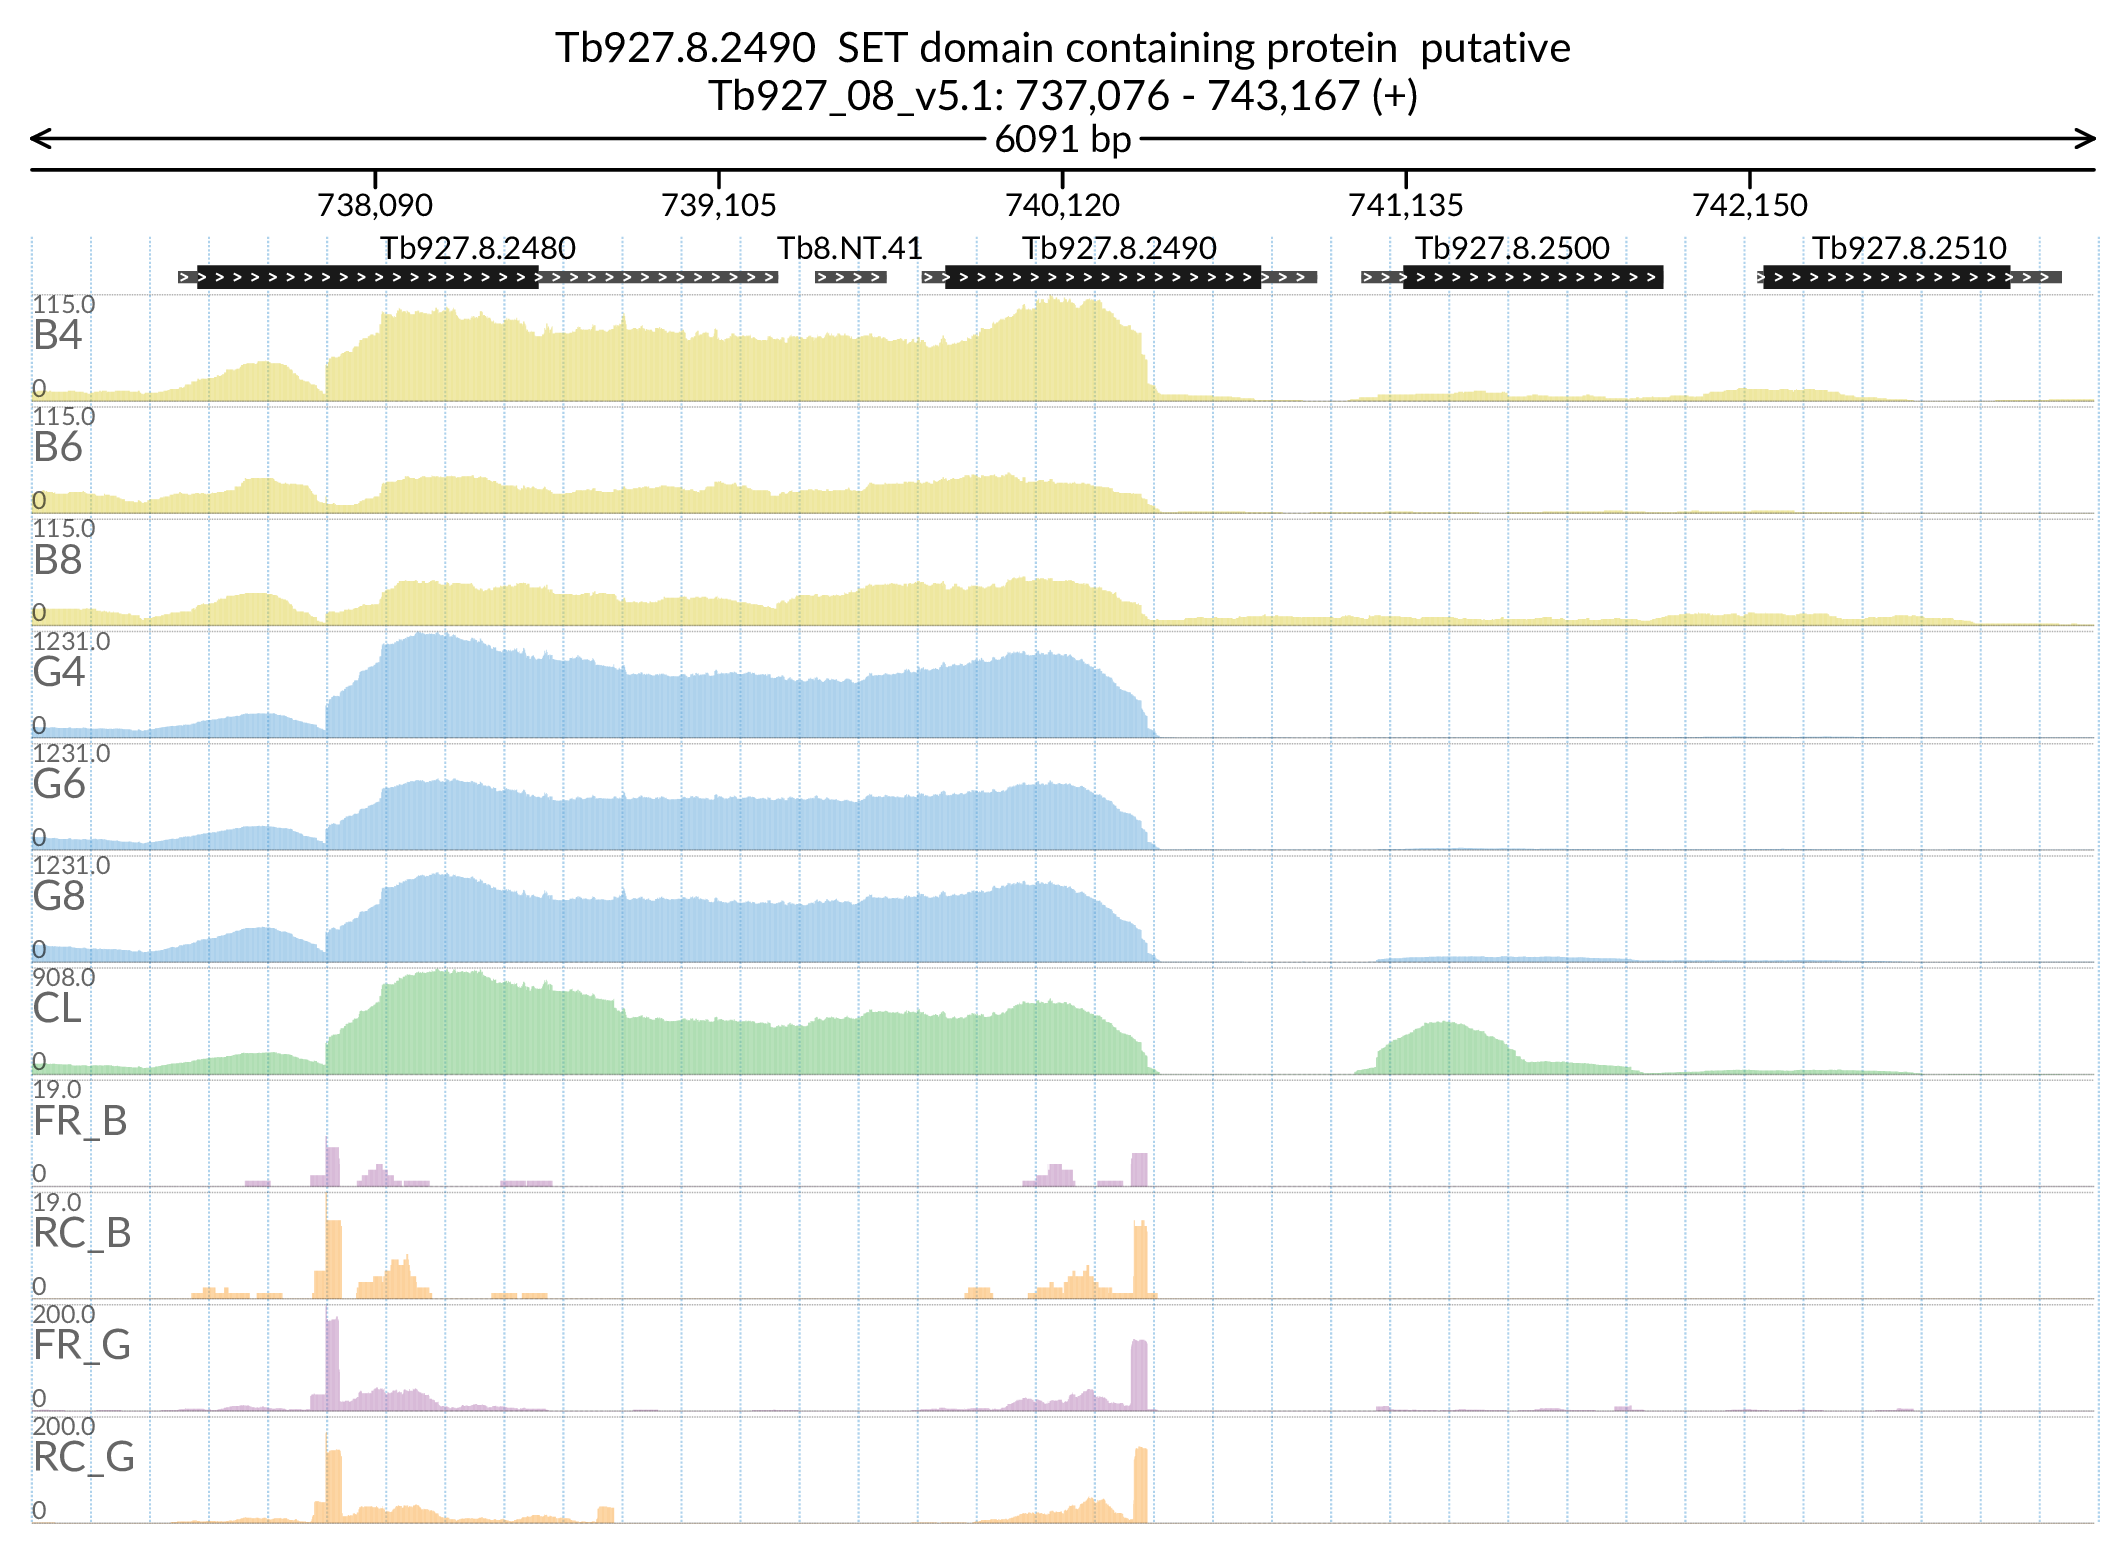 Tb927.8.2490  SET domain containing protein  putative
Tb927_08_v5.1: 737,076 - 743,167 (+)
6091 bp
738,090 739,105 740,120 741,135 742,150
Tb927.8.2480 Tb8.NT.41 Tb927.8.2490 Tb927.8.2500 Tb927.8.2510
115.0
B4
0
115.0
B6
0
115.0
B8
0
1231.0
G4
0
1231.0
G6
0
1231.0
G8
0
908.0
CL
0
19.0
FR_B
0
19.0
RC_B
0
200.0
FR_G
0
200.0
RC_G
0